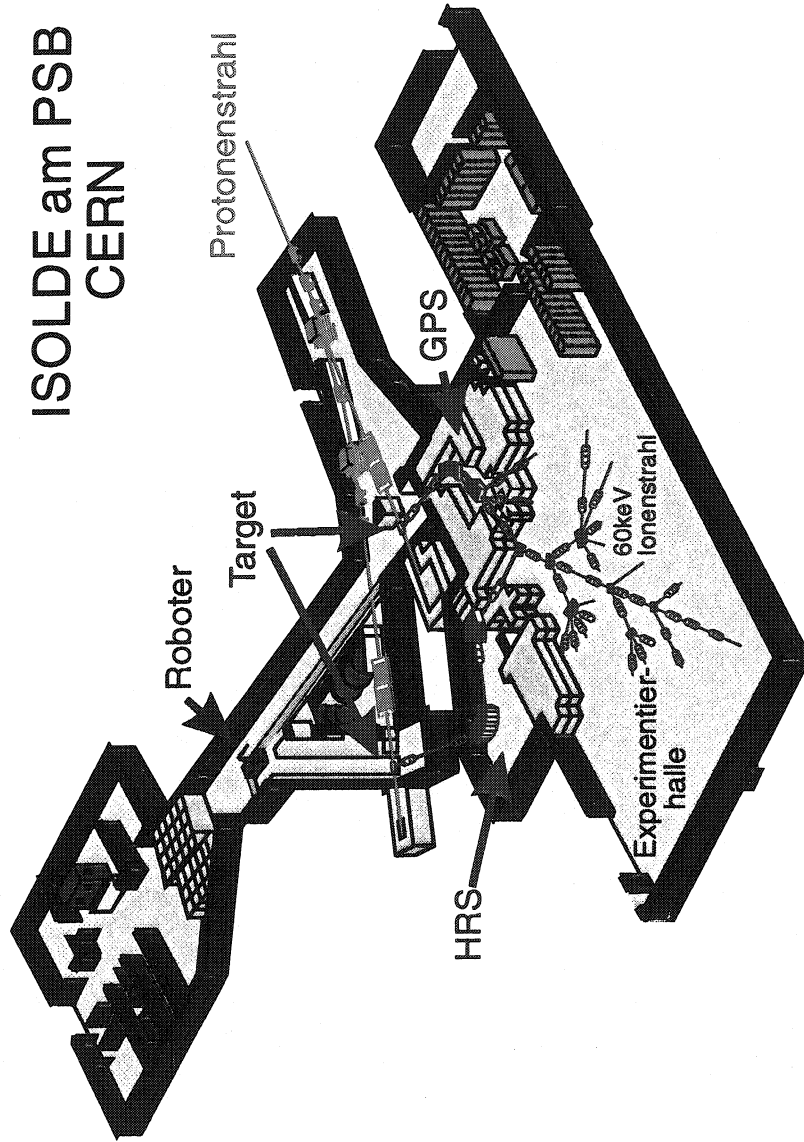 ISOLDE am PSB
CERN
Protonenstrahl
Roboter
Target
GPS
HRS
60keV
Ionenstrahl
Experimentier-
halle